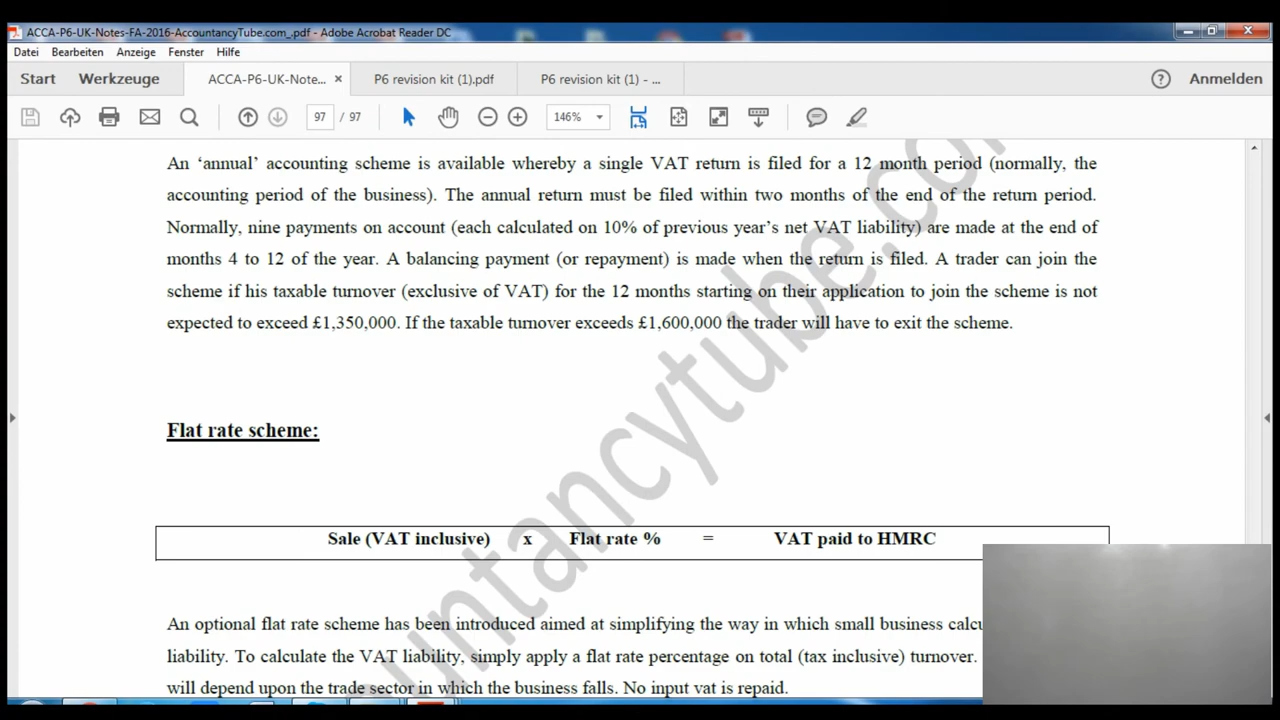 ACCA-P6-UK-Notes-FA-2016-AccountancyTube.com_.pdf - Adobe Acrobat Reader DC
Datei Bearbeiten Anzeige Fenster Hilfe
Start Werkzeuge ACCA-P6-UK-Note... × P6 revision kit (1).pdf P6 revision kit (1) - ... ? Anmelden
97 / 97 146%
An ‘annual’ accounting scheme is available whereby a single VAT return is filed for a 12 month period (normally, the
accounting period of the business). The annual return must be filed within two months of the end of the return period.
Normally, nine payments on account (each calculated on 10% of previous year’s net VAT liability) are made at the end of
months 4 to 12 of the year. A balancing payment (or repayment) is made when the return is filed. A trader can join the
scheme if his taxable turnover (exclusive of VAT) for the 12 months starting on their application to join the scheme is not
expected to exceed £1,350,000. If the taxable turnover exceeds £1,600,000 the trader will have to exit the scheme.
Flat rate scheme:
Sale (VAT inclusive) x Flat rate % = VAT paid to HMRC
An optional flat rate scheme has been introduced aimed at simplifying the way in which small business calcu
liability. To calculate the VAT liability, simply apply a flat rate percentage on total (tax inclusive) turnover.
will depend upon the trade sector in which the business falls. No input vat is repaid.
ountancytube.co